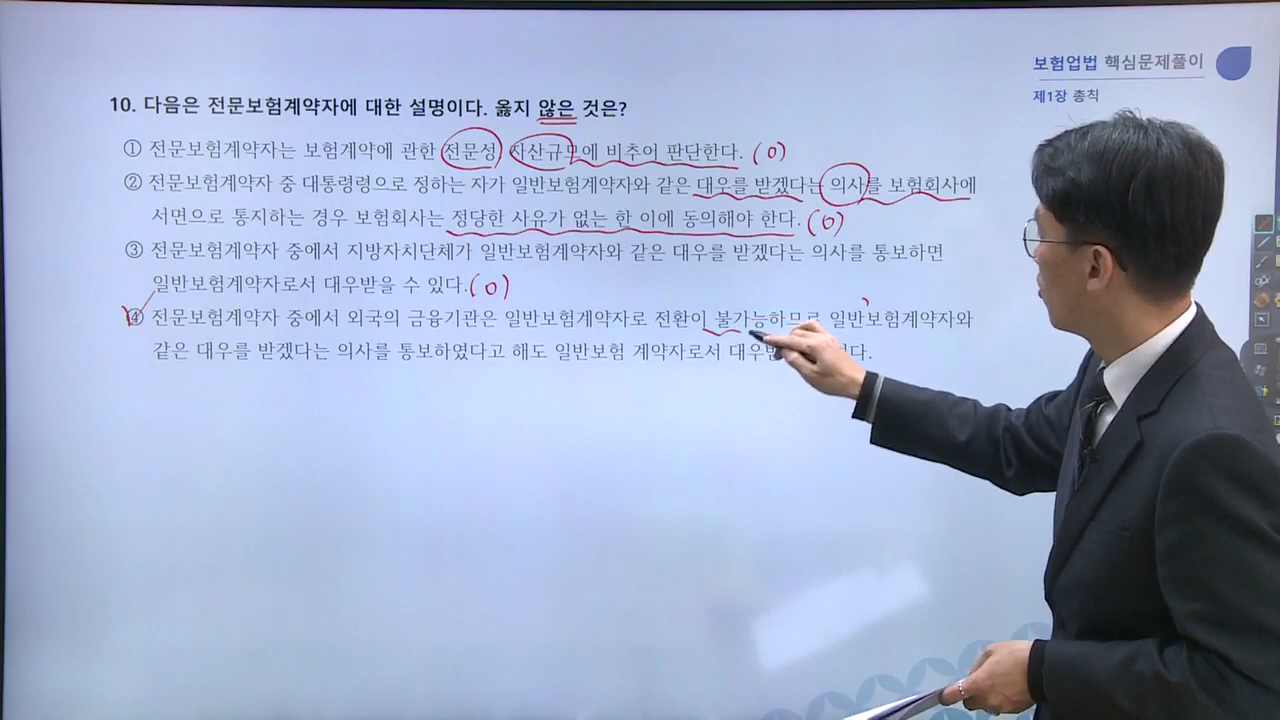 보험업법 핵심문제풀이
제1장 총칙
10. 다음은 전문보험계약자에 대한 설명이다. 옳지 않은 것은?
① 전문보험계약자는 보험계약에 관한 전문성 자산규모에 비추어 판단한다. (O)
② 전문보험계약자 중 대통령령으로 정하는 자가 일반보험계약자와 같은 대우를 받겠다는 의사를 보험회사에
서면으로 통지하는 경우 보험회사는 정당한 사유가 없는 한 이에 동의해야 한다. (O)
③ 전문보험계약자 중에서 지방자치단체가 일반보험계약자와 같은 대우를 받겠다는 의사를 통보하면
일반보험계약자로서 대우받을 수 있다. (O)
④ 전문보험계약자 중에서 외국의 금융기관은 일반보험계약자로 전환이 불가능하므로 일반보험계약자와
같은 대우를 받겠다는 의사를 통보하였다고 해도 일반보험 계약자로서